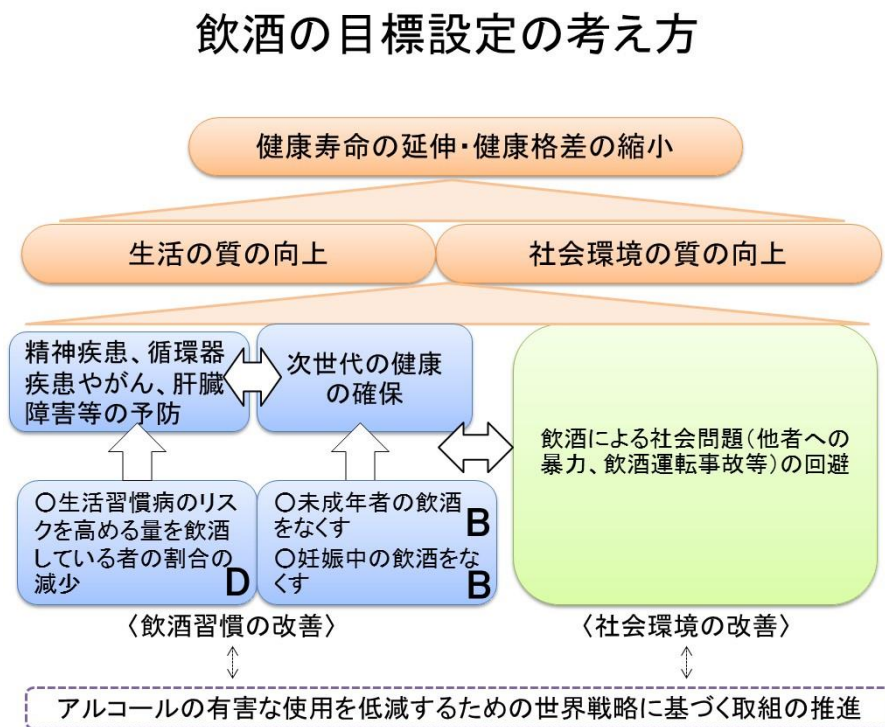 飲酒の目標設定の考え方
健康寿命の延伸・健康格差の縮小
生活の質の向上
社会環境の質の向上
精神疾患、循環器
疾患やがん、肝臓
障害等の予防
次世代の健康
の確保
飲酒による社会問題(他者への
暴力、飲酒運転事故等)の回避
○生活習慣病のリス
クを高める量を飲酒
している者の割合の
減少
D
○未成年者の飲酒
をなくす
B
○妊娠中の飲酒をな
くす
B
〈飲酒習慣の改善〉
〈社会環境の改善〉
アルコールの有害な使用を低減するための世界戦略に基づく取組の推進